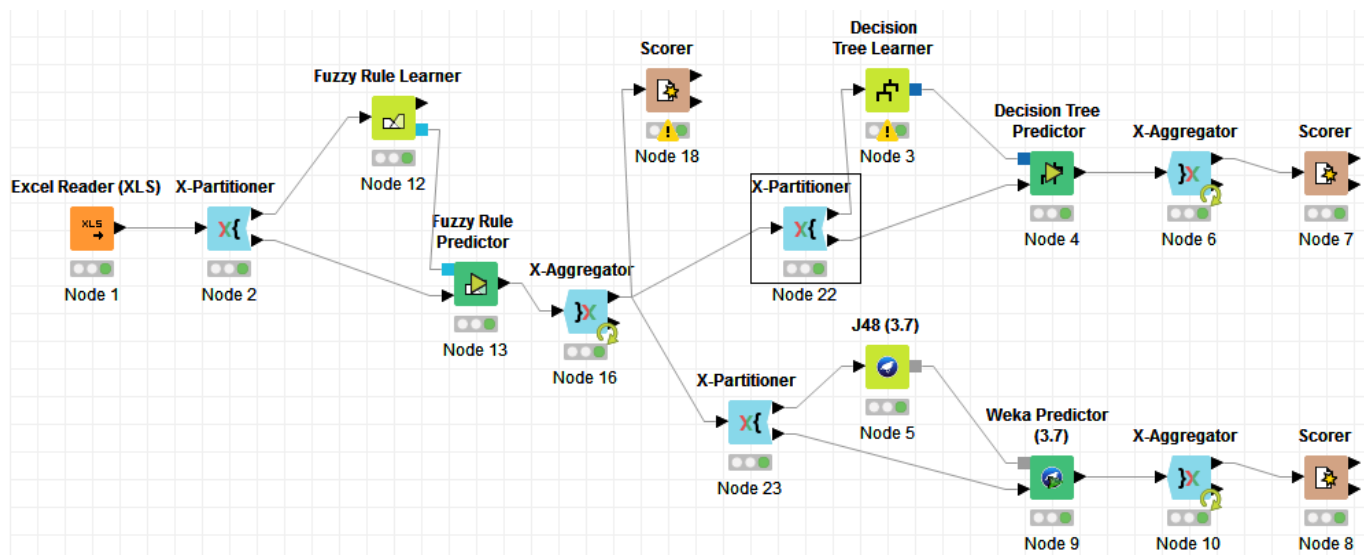 Decision
Tree Learner
Scorer
Fuzzy Rule Learner
Node 18
Node 3
Decision Tree
Predictor
X-Aggregator
Scorer
Node 12
Excel Reader (XLS)
X-Partitioner
X-Partitioner
XLS
X{
X{
}X
Fuzzy Rule
Predictor
Node 4
Node 6
Node 7
Node 1
Node 2
X-Aggregator
Node 22
}X
J48 (3.7)
Node 13
Node 16
X-Partitioner
X{
Node 5
Weka Predictor
(3.7)
X-Aggregator
Scorer
Node 23
}X
Node 9
Node 10
Node 8